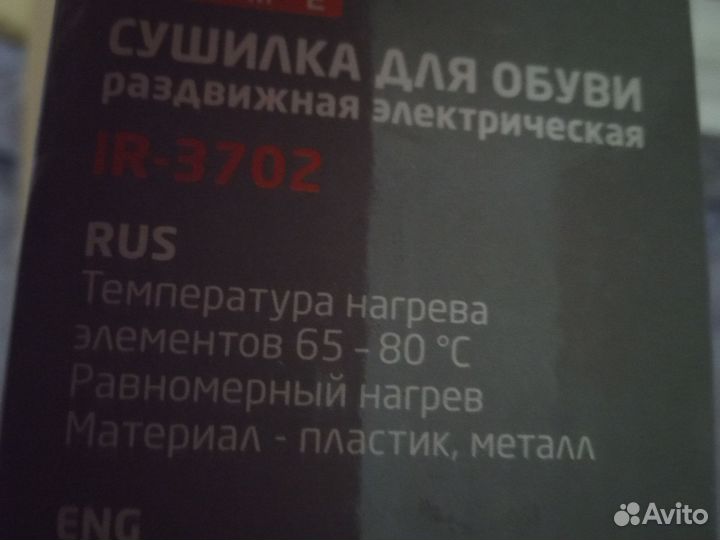 СУШИЛКА ДЛЯ ОБУВИ
раздвижная электрическая
IR-3702
RUS
Температура нагрева
элементов 65 - 80 °C
Равномерный нагрев
Материал - пластик, металл
ENG
Avito